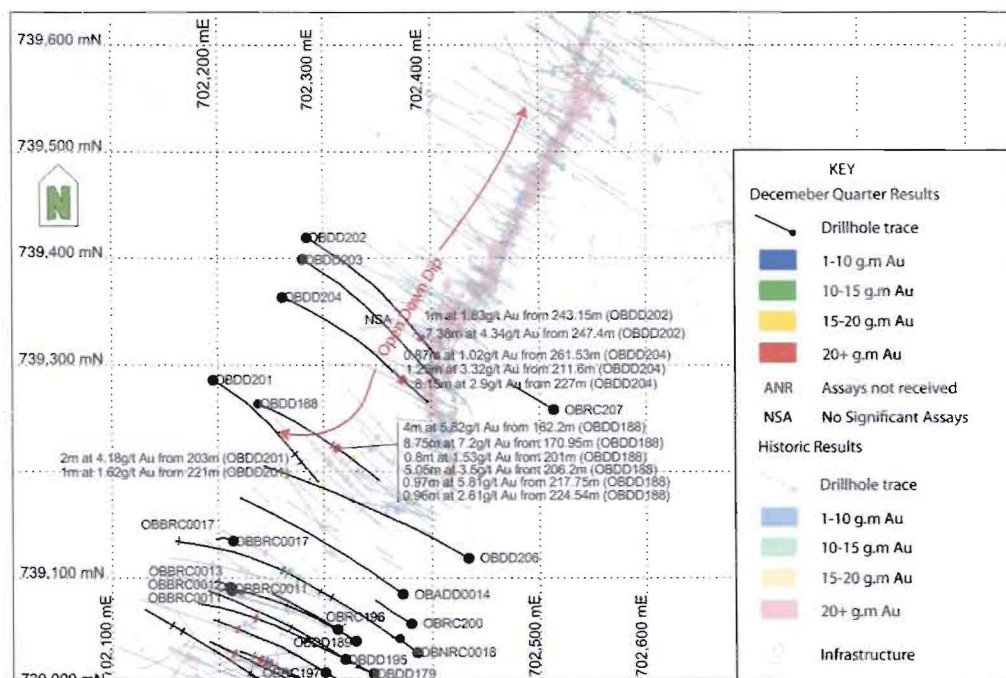 739,600 mN
702,200 mE
702,300 mE
702,400 mE
739,500 mN
N
739,400 mN
OBDD202
OBDD203
OBDD204
NSA
Open Down Dip
1m at 1.83g/t Au from 243.15m (OBDD202)
7.38m at 4.34g/t Au from 247.4m (OBDD202)
0.87m at 1.02g/t Au from 261.53m (OBDD204)
1.25m at 3.32g/t Au from 211.6m (OBDD204)
8.15m at 2.9g/t Au from 227m (OBDD204)
739,300 mN
OBDD201
OBDD188
OBRC207
4m at 5.82g/t Au from 162.2m (OBDD188)
8.75m at 7.2g/t Au from 170.95m (OBDD188)
0.8m at 1.53g/t Au from 201m (OBDD188)
5.05m at 3.5g/t Au from 206.2m (OBDD188)
0.97m at 5.81g/t Au from 217.75m (OBDD188)
0.96m at 2.61g/t Au from 224.54m (OBDD188)
2m at 4.18g/t Au from 203m (OBDD201)
1m at 1.62g/t Au from 221m (OBDD201)
OBBRC0017
OBBRC0017
OBDD206
739,100 mN
OBBRC0013
OBBRC0012
OBBRC0011
OBBRC0011
OBADD0014
OBRC196
OBRC200
OBDD189
OBNRC0018
OBDD195
OBDD179
702,100 mE
702,500 mE
702,600 mE
KEY
Decemeber Quarter Results
Drillhole trace
1-10 g.m Au
10-15 g.m Au
15-20 g.m Au
20+ g.m Au
ANR Assays not received
NSA No Significant Assays
Historic Results
Drillhole trace
1-10 g.m Au
10-15 g.m Au
15-20 g.m Au
20+ g.m Au
Infrastructure